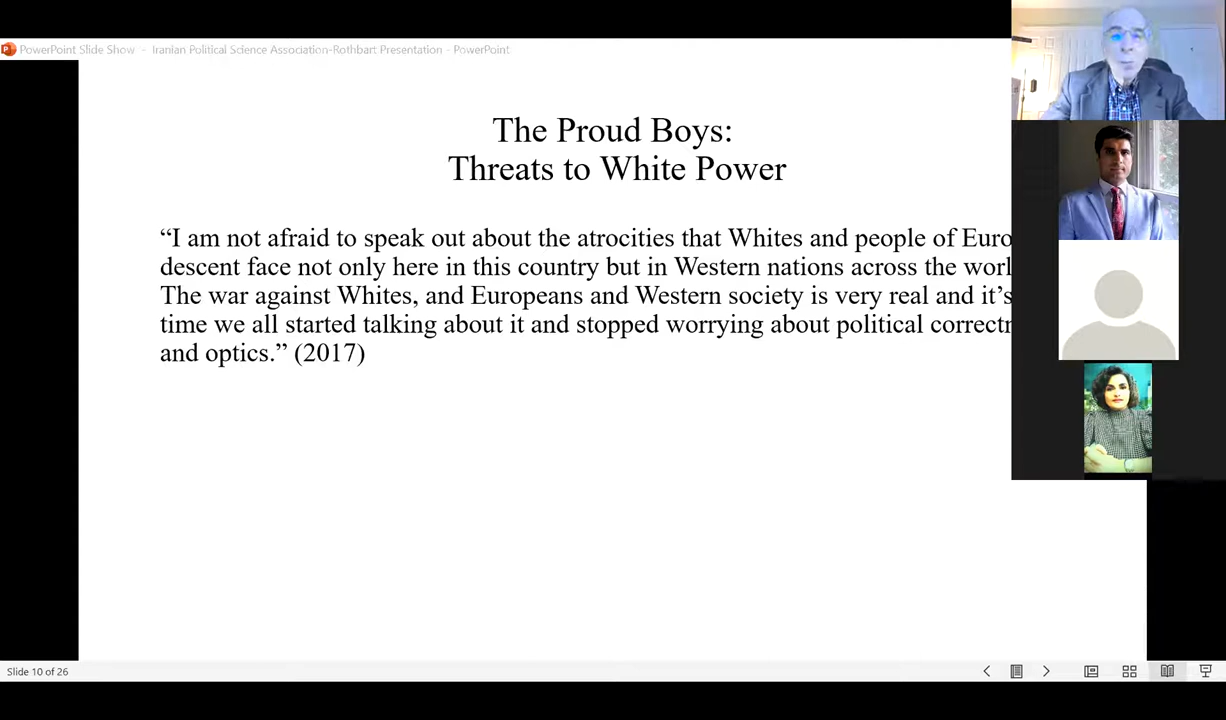 PowerPoint Slide Show - Iranian Political Science Association-Rothbart Presentation - PowerPoint
The Proud Boys:
Threats to White Power
“I am not afraid to speak out about the atrocities that Whites and people of Euro
descent face not only here in this country but in Western nations across the worl
The war against Whites, and Europeans and Western society is very real and it’s
time we all started talking about it and stopped worrying about political correctn
and optics.” (2017)
Slide 10 of 26